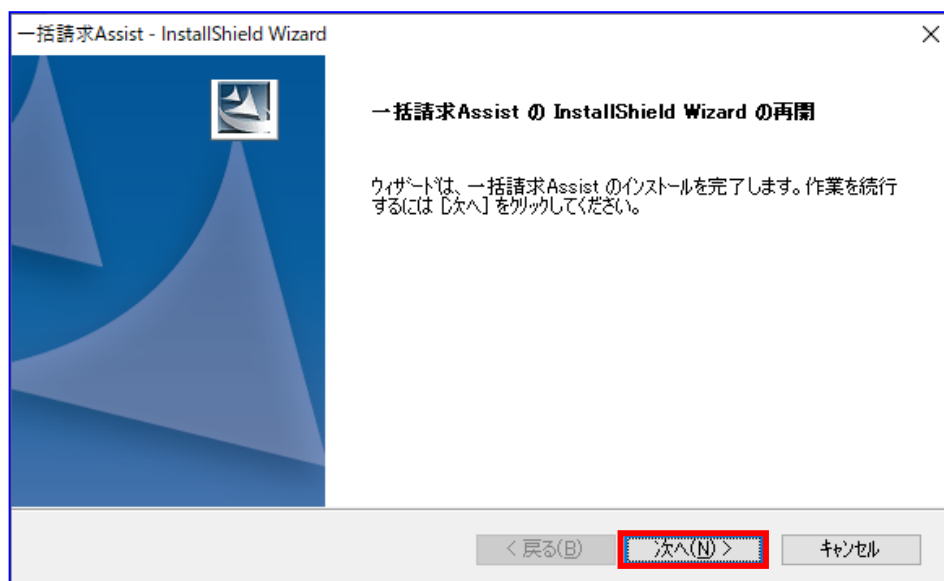 一括請求Assist - InstallShield Wizard
一括請求Assist の InstallShield Wizard の再開
ウィザードは、一括請求Assist のインストールを完了します。作業を続行
するには [次へ] をクリックしてください。
< 戻る(B)
次へ(N) >
キャンセル